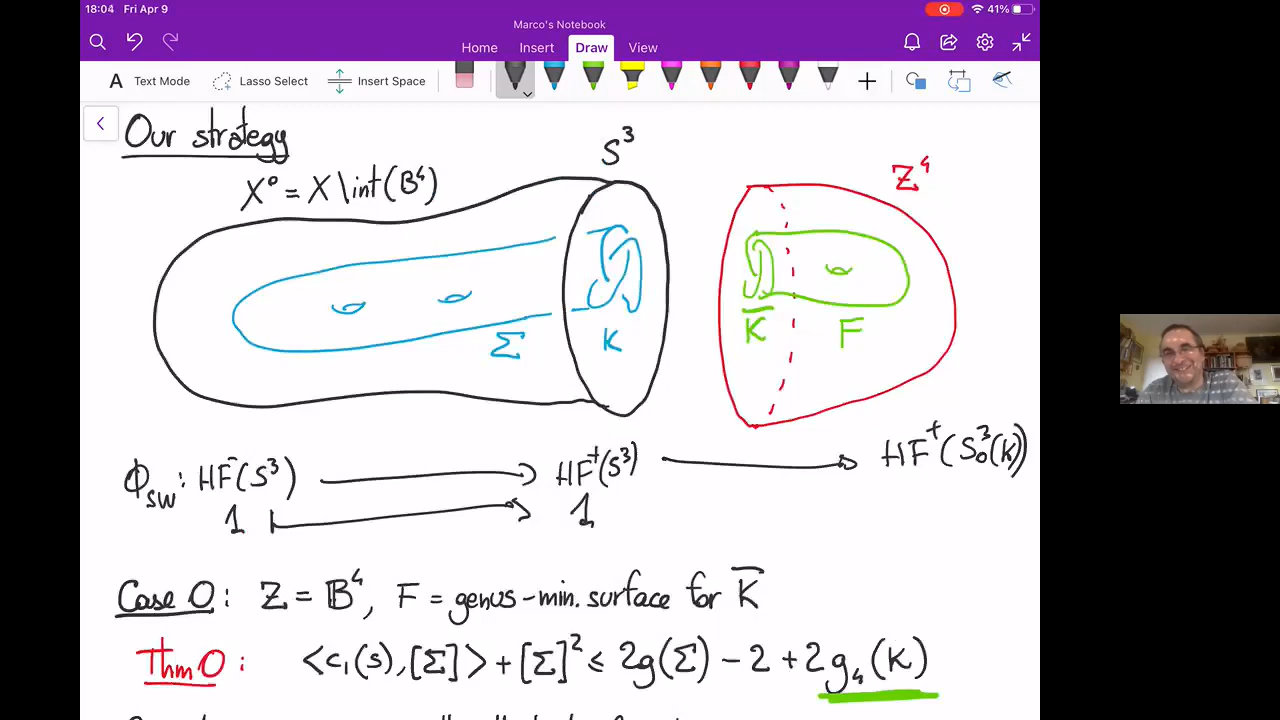 18:04 Fri Apr 9 41%
Marco's Notebook
Home Insert Draw View
A Text Mode Lasso Select Insert Space
Our strategy
S³
X° = X \ int(B⁴)
Z⁴
Σ
K
K̅
F
Φ_SW : HF⁻(S³) → HF⁺(S³) → HF⁺(S³₀(K))
1 ↦ 1
Case 0: Z = B⁴, F = genus-min. surface for K̅
Thm 0: <c₁(s), [Σ]> + [Σ]² ≤ 2g(Σ) - 2 + 2g₄(K)